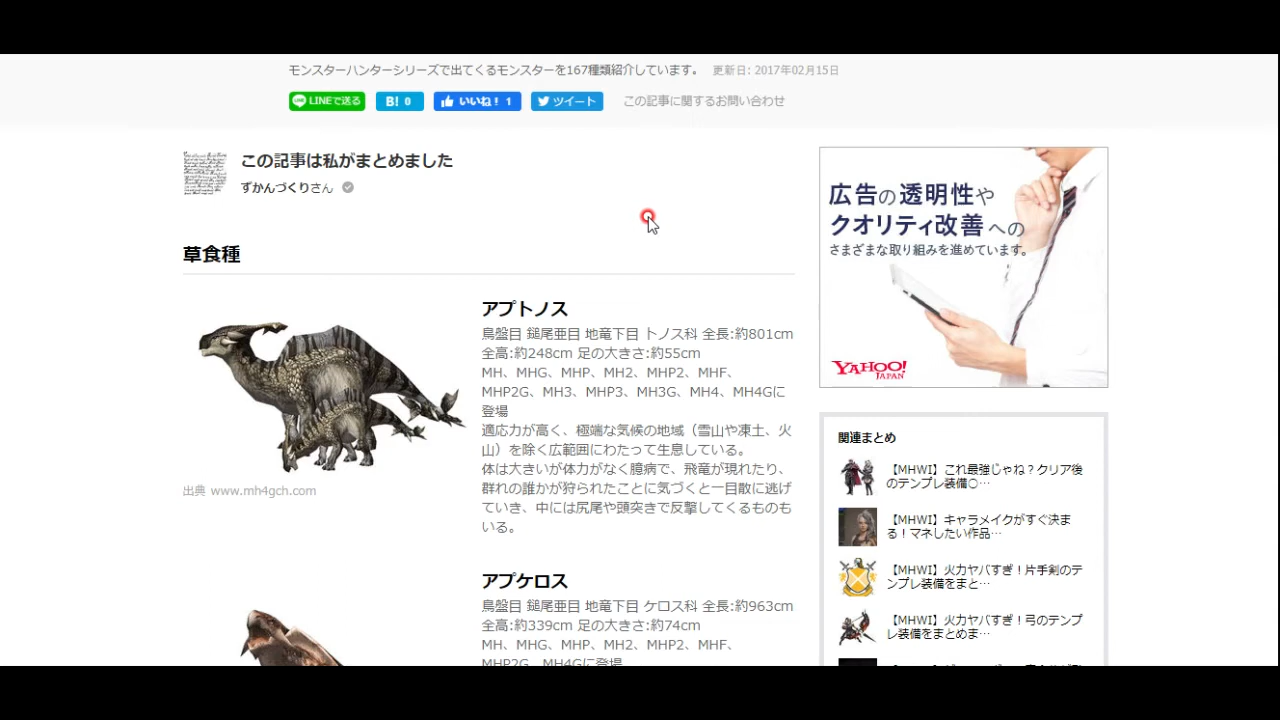 モンスターハンターシリーズで出てくるモンスターを167種類紹介しています。 更新日: 2017年02月15日
LINE LINEで送る B! 0 いいね！ 1 ツイート この記事に関するお問い合わせ
この記事は私がまとめました
ずかんづくりさん
草食種
アプトノス
鳥盤目 鎚尾亜目 地竜下目 トノス科 全長:約801cm
全高:約248cm 足の大きさ:約55cm
MH、MHG、MHP、MH2、MHP2、MHF、
MHP2G、MH3、MHP3、MH3G、MH4、MH4Gに
登場
適応力が高く、極端な気候の地域（雪山や凍土、火
山）を除く広範囲にわたって生息している。
体は大きいが体力がなく臆病で、飛竜が現れたり、
群れの誰かが狩られたことに気づくと一目散に逃げ
ていき、中には尻尾や頭突きで反撃してくるものも
いる。
出典 www.mh4gch.com
アプケロス
鳥盤目 鎚尾亜目 地竜下目 ケロス科 全長:約963cm
全高:約339cm 足の大きさ:約74cm
MH、MHG、MHP、MH2、MHP2、MHF、
MHP2G、MH4Gに登場
広告の透明性や
クオリティ改善への
さまざまな取り組みを進めています。
YAHOO!
JAPAN
関連まとめ
【MHWI】これ最強じゃね？クリア後
のテンプレ装備○…
【MHWI】キャラメイクがすぐ決ま
る！マネしたい作品…
【MHWI】火力ヤバすぎ！片手剣のテ
ンプレ装備をまと…
【MHWI】火力ヤバすぎ！弓のテンプ
レ装備をまとめま…